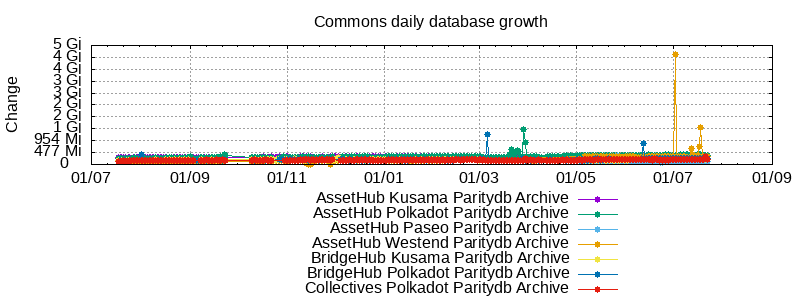 Commons daily database growth
Change
5 Gi
4 Gi
4 Gi
3 Gi
3 Gi
2 Gi
2 Gi
1 Gi
954 Mi
477 Mi
0
01/07 01/09 01/11 01/01 01/03 01/05 01/07 01/09
AssetHub Kusama Paritydb Archive
AssetHub Polkadot Paritydb Archive
AssetHub Paseo Paritydb Archive
AssetHub Westend Paritydb Archive
BridgeHub Kusama Paritydb Archive
BridgeHub Polkadot Paritydb Archive
Collectives Polkadot Paritydb Archive